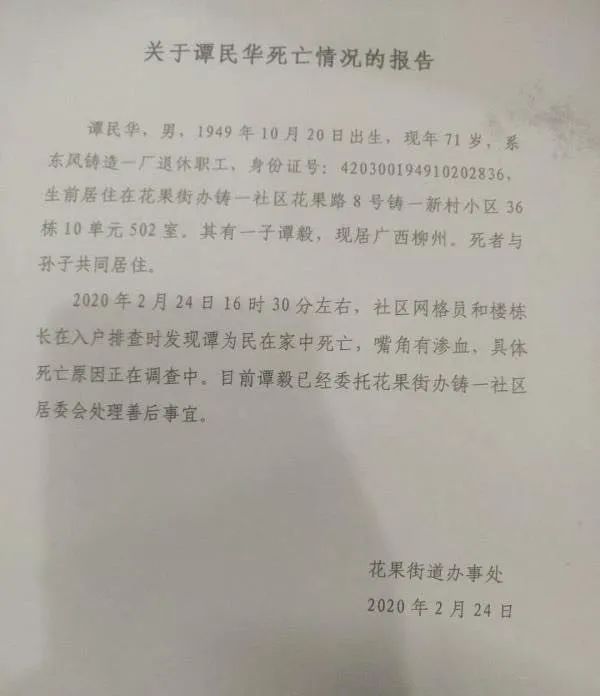 关于谭民华死亡情况的报告
谭民华，男，1949年10月20日出生，现年71岁，系
东风铸造一厂退休职工，身份证号：420300194910202836，
生前居住在花果街办铸一社区花果路8号铸一新村小区36
栋10单元502室。其有一子谭毅，现居广西柳州。死者与
孙子共同居住。
2020年2月24日16时30分左右，社区网格员和楼栋
长在入户排查时发现谭为民在家中死亡，嘴角有渗血，具体
死亡原因正在调查中。目前谭毅已经委托花果街办铸一社区
居委会处理善后事宜。
花果街道办事处
2020年2月24日